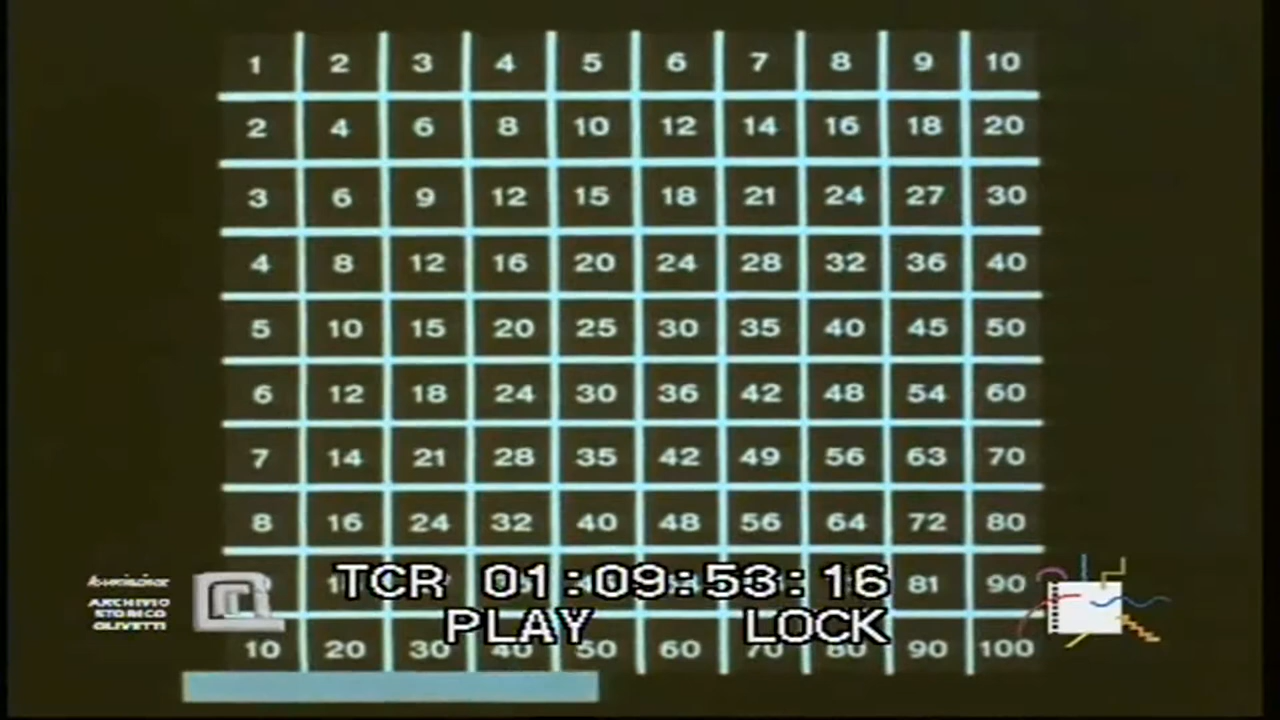 1 2 3 4 5 6 7 8 9 10
2 4 6 8 10 12 14 16 18 20
3 6 9 12 15 18 21 24 27 30
4 8 12 16 20 24 28 32 36 40
5 10 15 20 25 30 35 40 45 50
6 12 18 24 30 36 42 48 54 60
7 14 21 28 35 42 49 56 63 70
8 16 24 32 40 48 56 64 72 80
81 90
TCR 01:09:53:16
ARCHIVIO
STORICO
OLIVETTI
PLAY LOCK
10 20 30 40 50 60 70 80 90 100